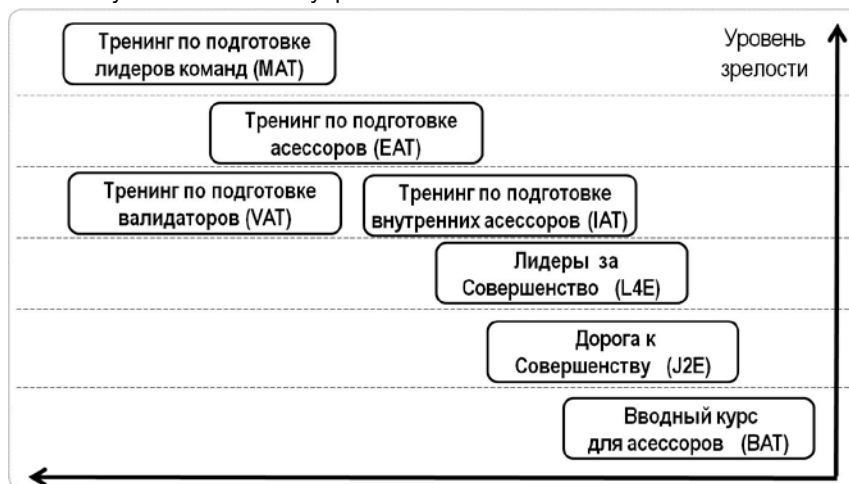 Тренинг по подготовке
лидеров команд (MAT)
Уровень
зрелости
Тренинг по подготовке
асессоров (EAT)
Тренинг по подготовке
валидаторов (VAT)
Тренинг по подготовке
внутренних асессоров (IAT)
Лидеры за
Совершенство (L4E)
Дорога к
Совершенству (J2E)
Вводный курс
для асессоров (BAT)